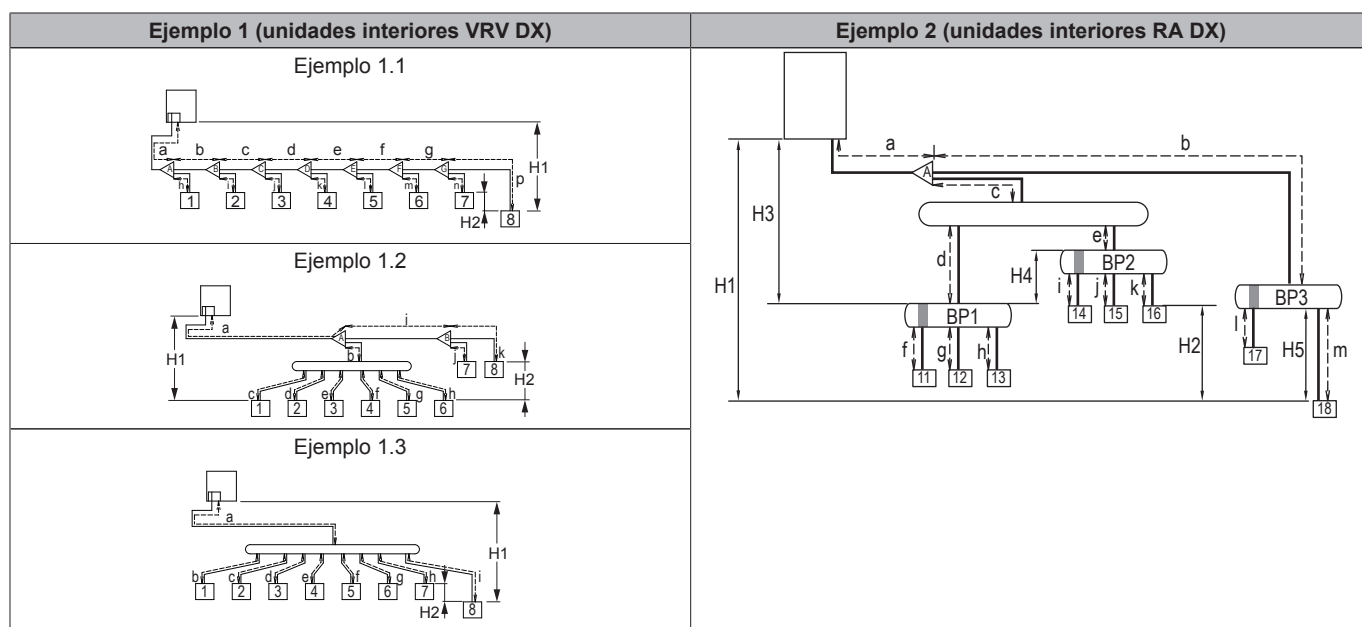 Ejemplo 1 (unidades interiores VRV DX)
Ejemplo 2 (unidades interiores RA DX)
Ejemplo 1.1
a b c d e f g
A B C D E F G
h i j k l m n p
1 2 3 4 5 6 7 8
H1
H2
Ejemplo 1.2
a
i
A B
b j k
7 8
H1
H2
c d e f g h
1 2 3 4 5 6
Ejemplo 1.3
a
H1
b c d e f g h i
1 2 3 4 5 6 7
H2
8
a b
A
c
H3
H1
d
e
H4
BP2
i j k
14 15 16
BP1
f g h
11 12 13
H2
BP3
l
17
H5
m
18